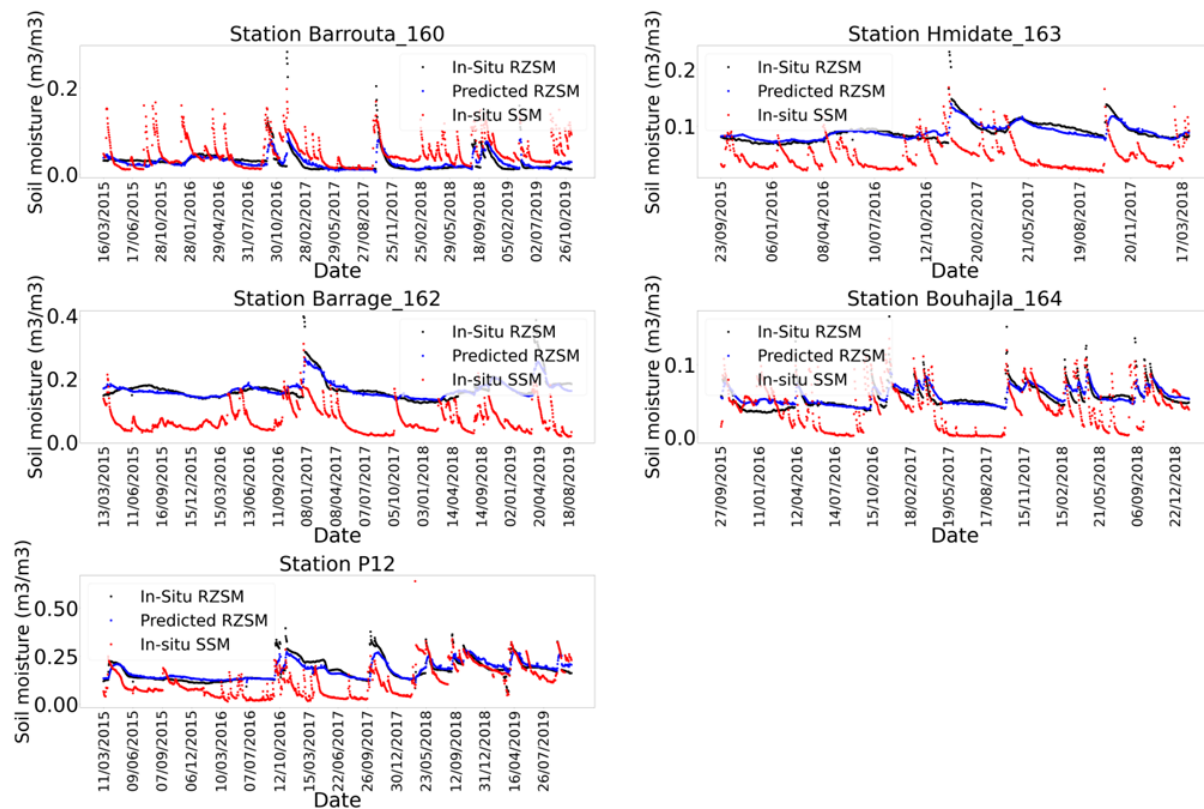 Station Barrouta_160
Soil moisture (m3/m3)
0.2
0.0
In-Situ RZSM
Predicted RZSM
In-situ SSM
16/03/2015
17/06/2015
28/10/2015
28/01/2016
29/04/2016
31/07/2016
30/10/2016
28/02/2017
29/05/2017
27/08/2017
25/11/2017
25/02/2018
29/05/2018
18/09/2018
05/02/2019
02/07/2019
26/10/2019
Date
Station Hmidate_163
Soil moisture (m3/m3)
0.2
0.1
In-Situ RZSM
Predicted RZSM
In-situ SSM
23/09/2015
06/01/2016
08/04/2016
10/07/2016
12/10/2016
20/02/2017
21/05/2017
19/08/2017
20/11/2017
17/03/2018
Date
Station Barrage_162
Soil moisture (m3/m3)
0.4
0.2
0.0
In-Situ RZSM
Predicted RZSM
In-situ SSM
13/03/2015
11/06/2015
16/09/2015
15/12/2015
15/03/2016
13/06/2016
11/09/2016
08/01/2017
08/04/2017
07/07/2017
05/10/2017
03/01/2018
14/04/2018
14/09/2018
02/01/2019
20/04/2019
18/08/2019
Date
Station Bouhajla_164
Soil moisture (m3/m3)
0.1
0.0
In-Situ RZSM
Predicted RZSM
In-situ SSM
27/09/2015
11/01/2016
12/04/2016
14/07/2016
15/10/2016
18/02/2017
19/05/2017
17/08/2017
15/11/2017
15/02/2018
21/05/2018
06/09/2018
22/12/2018
Date
Station P12
Soil moisture (m3/m3)
0.50
0.25
0.00
In-Situ RZSM
Predicted RZSM
In-situ SSM
11/03/2015
09/06/2015
07/09/2015
06/12/2015
10/03/2016
07/07/2016
12/10/2016
15/03/2017
22/06/2017
26/09/2017
30/12/2017
23/05/2018
12/09/2018
31/12/2018
16/04/2019
26/07/2019
Date